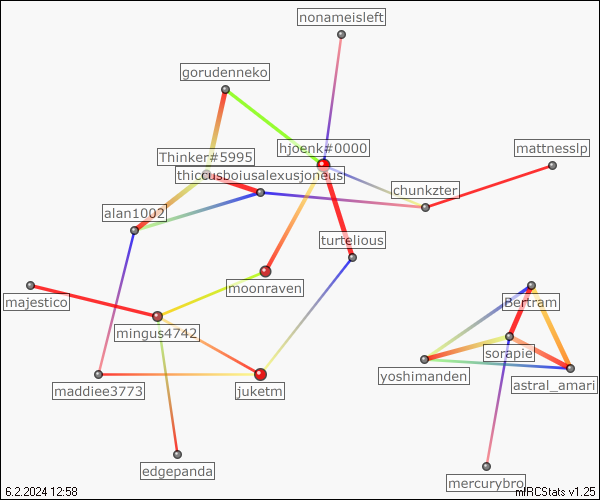 nonameisleft
gorudenneko
hjoenk#0000
Thinker#5995
mattnesslp
thiccusboiusalexusjoneus
chunkzter
alan1002
turtelious
moonraven
majestico
Bertram
mingus4742
sorapie
yoshimanden
astral_amari
maddiee3773
juketm
edgepanda
mercurybro
6.2.2024 12:58
mIRCStats v1.25